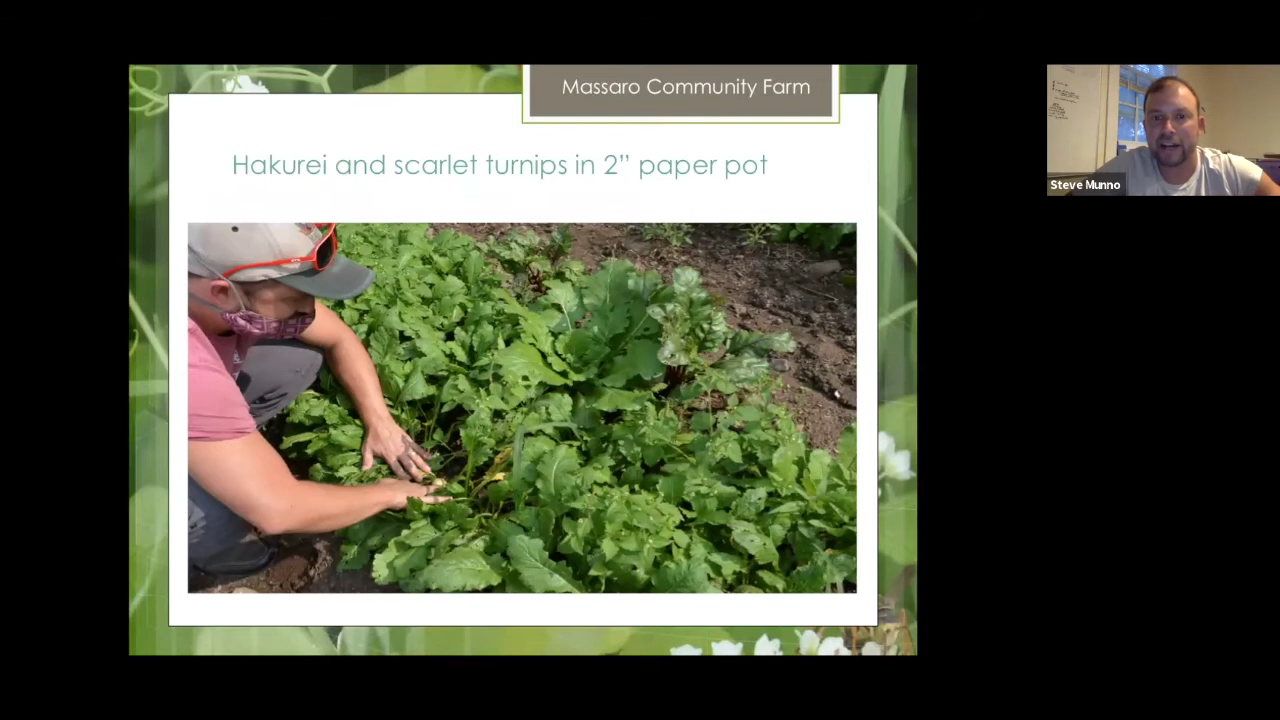 Massaro Community Farm
Hakurei and scarlet turnips in 2” paper pot
Steve Munno